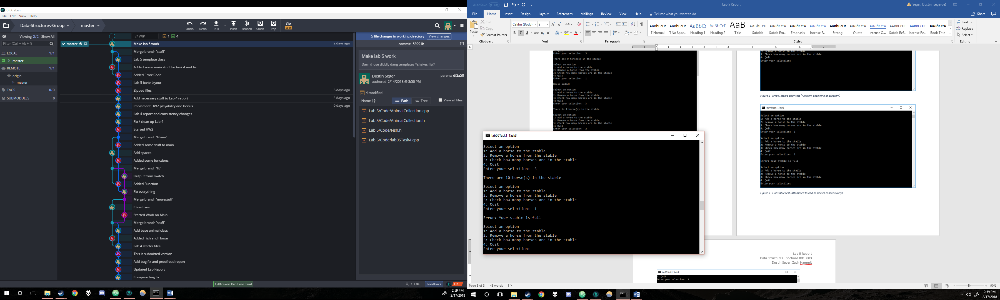 GitKraken
File Edit View Help
Data-Structures-Group master
Undo Redo Pull Push Branch Stash Pop Glo
Soon
Viewing 2/2 Show All
Filter (Ctrl + Alt + f)
LOCAL 1/1
master
REMOTE 1/1
origin
master
TAGS 0/0
SUBMODULES 0
// WIP 1 4
master Make lab 5 work 2 days ago
Merge branch 'stuff'
Lab 5 template class
Added some main stuff for task 4 and fish
Added Error Code
Lab 5 basic layout
Zipped files 3 days ago
Add necessary stuff to Lab 4 report 4 days ago
Implement HW2 playability and bonus 6 days ago
Lab 4 report and consistency changes
Fix / clean up Lab 4
Started HW2
Merge branch 'litmas'
Added some stuff to main
Add spaces
Added some functions
Merge branch 'lit'
Output from switch
Added Function
Fix everything
Merge branch 'morestuff'
Class fixes
Started Work on Main
Merge branch 'stuff'
Add base animal class
Added Fish and Horse
Lab 4 starter files
This is submitted version
Add bug fix and proofread report
Updated Lab Report
Compare bug fix
5 file changes in working directory View changes
commit: 53991b
Make lab 5 work
Darn those diddly dang templates *shakes fist*
Dustin Seger
authored 2/14/2018 @ 3:50 PM
parent: df3a50
4 modified
Name Path Tree View all files
Lab 5/Code/AnimalCollection.cpp
Lab 5/Code/AnimalCollection.h
Lab 5/Code/Fish.h
Lab 5/Code/lab05Task4.cpp
GitKraken Pro Free Trial
100% Feedback FREE
2:59 PM
2/17/2018
AutoSave Off
Lab 5 Report
Seger, Dustin (segerde)
File Home Insert Design Layout References Mailings Review View Help Tell me what you want to do
Share
Paste
Cut
Copy
Format Painter
Clipboard
Calibri (Body) 9
Font
Paragraph
AaBbCcDc AaBbCcDc AaBbCc AaBbCcC AaB AaBbCcC AaBbCcDc AaBbCcDc AaBbCcDc AaBbCcDc AaBbCcDc AaBbCcDc AaBbCcDc AaBbCcDc AaBbCcDc
¶ Normal ¶ No Spac... Heading 1 Heading 2 Title Subtitle Subtle Em... Emphasis Intense E... Strong Quote Intense Q... Subtle Ref... Intense Re... Book Title
Styles
Find
Replace
Select
Editing
Enter your selection: 3
There are 0 horse(s) in the stable
Select an option
1: Add a horse to the stable
2: Remove a horse from the stable
3: Check how many horses are in the stable
4: Quit
Enter your selection: 1
Horse added!
Select an option
1: Add a horse to the stable
2: Remove a horse from the stable
3: Check how many horses are in the stable
4: Quit
Enter your selection: 3
There is 1 horse(s) in the stable
Select an option
1: Add a horse to the stable
2: Remove a horse from the stable
3: Check how many horses are in the stable
4: Quit
Enter your selection: 2
lab05Task1_Task3
Select an option
1: Add a horse to the stable
2: Remove a horse from the stable
3: Check how many horses are in the stable
4: Quit
Enter your selection: 3
There are 10 horse(s) in the stable
Select an option
1: Add a horse to the stable
2: Remove a horse from the stable
3: Check how many horses are in the stable
4: Quit
Enter your selection: 1
Error: Your stable is full
Select an option
1: Add a horse to the stable
2: Remove a horse from the stable
3: Check how many horses are in the stable
4: Quit
Enter your selection:
2: Remove a horse from the stable
3: Check how many horses are in the stable
4: Quit
Enter your selection:
Figure 2 - Empty stable error test (run from beginning of program)
lab05Task1_Task3
Select an option
1: Add a horse to the stable
2: Remove a horse from the stable
3: Check how many horses are in the stable
4: Quit
Enter your selection: 1
Select an option
1: Add a horse to the stable
2: Remove a horse from the stable
3: Check how many horses are in the stable
4: Quit
Enter your selection: 1
Error: Your stable is full
Select an option
1: Add a horse to the stable
2: Remove a horse from the stable
3: Check how many horses are in the stable
4: Quit
Enter your selection:
Figure 3 - Full stable test (attempted to add 11 horses consecutively)
Lab 5 Report
Data Structures - Sections 001, 003
Dustin Seger, Zach Hammit
lab05Task1_Task3
4: Quit
Enter your selection: 1
Page 3 of 3 45 words
90%
2:59 PM
2/17/2018